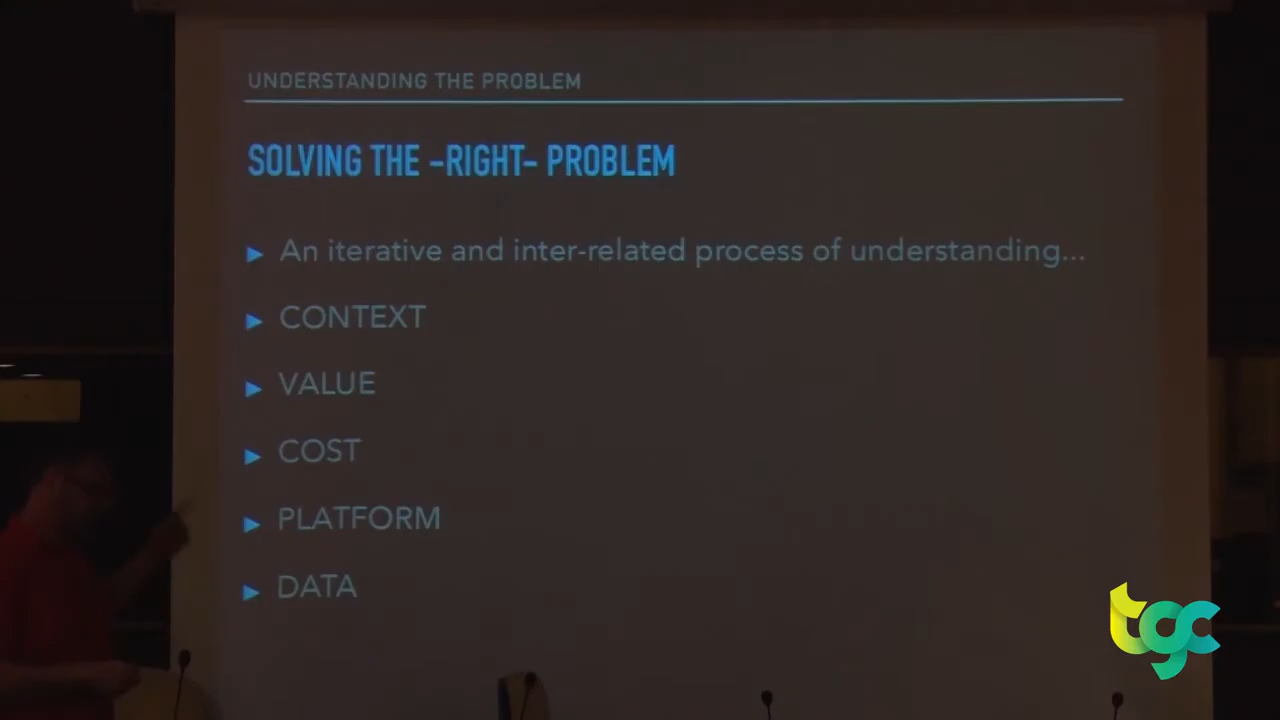 UNDERSTANDING THE PROBLEM
SOLVING THE -RIGHT- PROBLEM
▶ An iterative and inter-related process of understanding...
▶ CONTEXT
▶ VALUE
▶ COST
▶ PLATFORM
▶ DATA
tgc